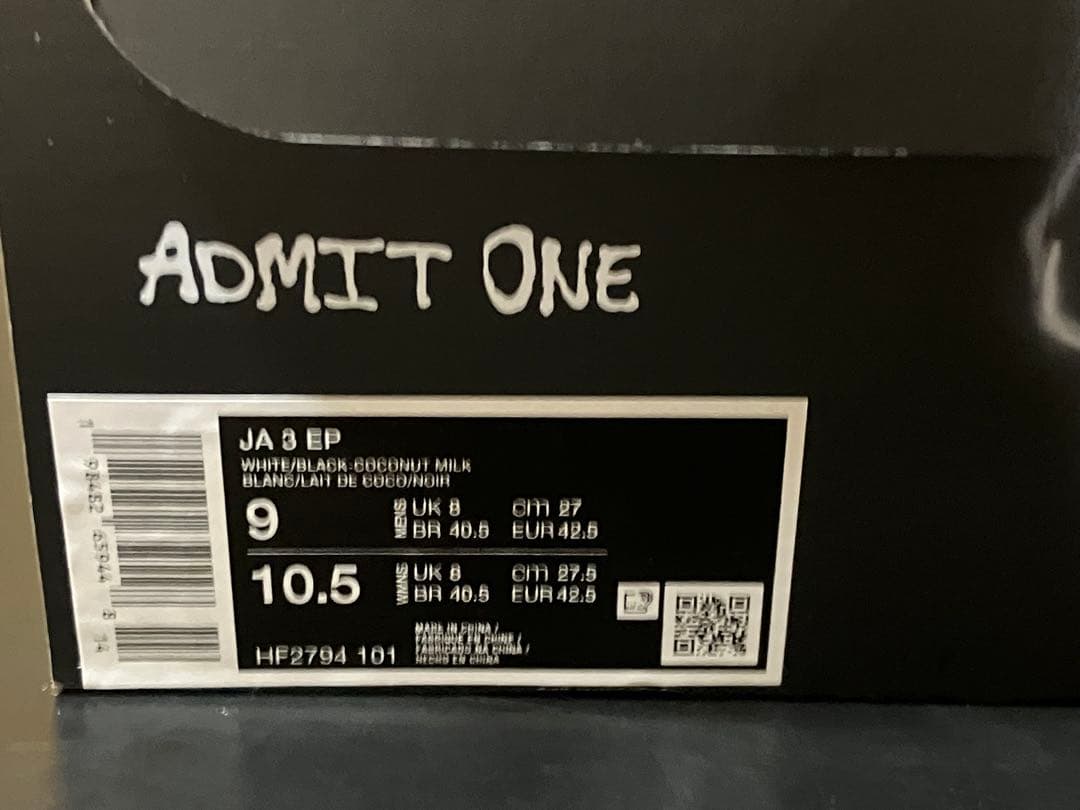 ADMIT ONE
JA 3 EP
WHITE/BLACK-COCONUT MILK
BLANC/LAIT DE COCO/NOIR
9
MENS
UK 8 cm 27
BR 40.5 EUR 42.5
10.5
WMNS
UK 8 cm 27.5
BR 40.5 EUR 42.5
HF2794 101
MADE IN CHINA /
FABRIQUÉ EN CHINE /
FABRICADO NA CHINA /
HECHO EN CHINA